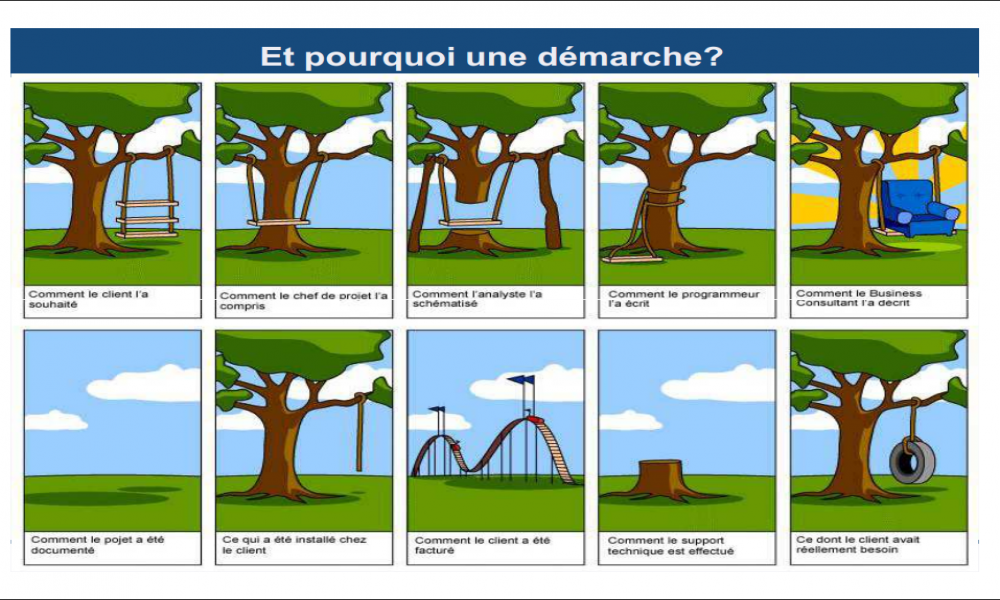 Et pourquoi une démarche?
Comment le client l'a
souhaité
Comment le chef de projet l'a
compris
Comment l'analyste l'a
schématisé
Comment le programmeur
l'a écrit
Comment le Business
Consultant l'a décrit
Comment le pojet a été
documenté
Ce qui a été installé chez
le client
Comment le client a été
facturé
Comment le support
technique est effectué
Ce dont le client avait
réellement besoin